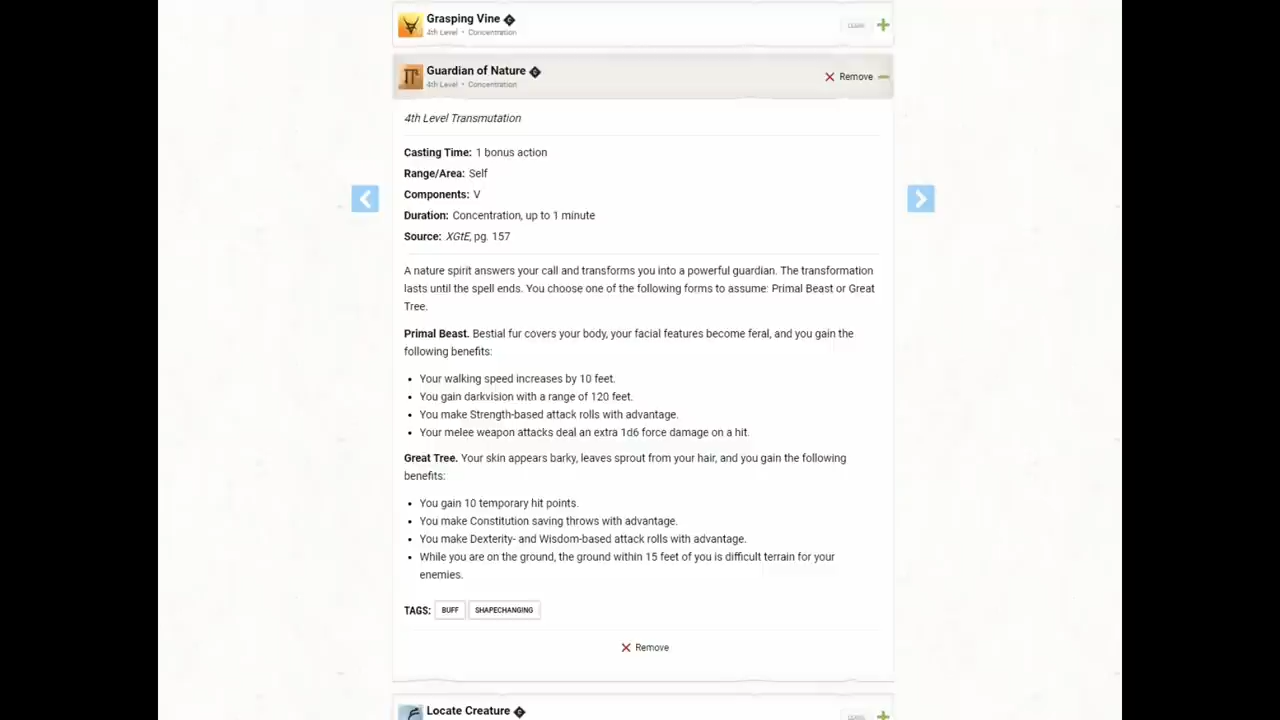 Grasping Vine
4th Level • Concentration
LEARN
Guardian of Nature
4th Level • Concentration
Remove
4th Level Transmutation
Casting Time: 1 bonus action
Range/Area: Self
Components: V
Duration: Concentration, up to 1 minute
Source: XGtE, pg. 157
A nature spirit answers your call and transforms you into a powerful guardian. The transformation
lasts until the spell ends. You choose one of the following forms to assume: Primal Beast or Great
Tree.
Primal Beast. Bestial fur covers your body, your facial features become feral, and you gain the
following benefits:
• Your walking speed increases by 10 feet.
• You gain darkvision with a range of 120 feet.
• You make Strength-based attack rolls with advantage.
• Your melee weapon attacks deal an extra 1d6 force damage on a hit.
Great Tree. Your skin appears barky, leaves sprout from your hair, and you gain the following
benefits:
• You gain 10 temporary hit points.
• You make Constitution saving throws with advantage.
• You make Dexterity- and Wisdom-based attack rolls with advantage.
• While you are on the ground, the ground within 15 feet of you is difficult terrain for your
enemies.
TAGS: BUFF SHAPECHANGING
Remove
Locate Creature